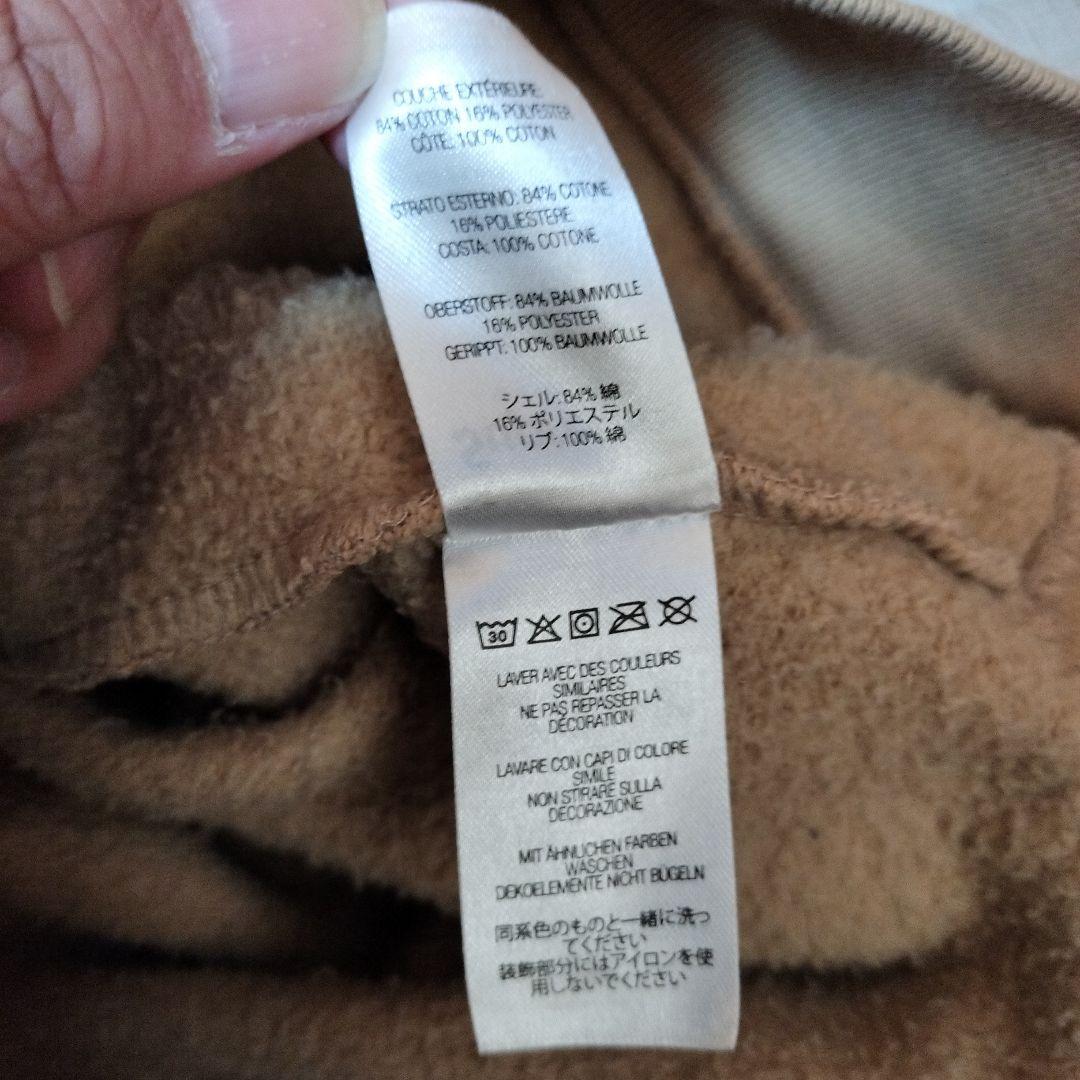 COUCHE EXTÉRIEURE:
84% COTON 16% POLYESTER
CÔTE: 100% COTON
STRATO ESTERNO: 84% COTONE
16% POLIESTERE
COSTA: 100% COTONE
OBERSTOFF: 84% BAUMWOLLE
16% POLYESTER
GERIPPT: 100% BAUMWOLLE
シェル: 84% 綿
16% ポリエステル
リブ: 100% 綿
30
LAVER AVEC DES COULEURS
SIMILAIRES
NE PAS REPASSER LA
DÉCORATION
LAVARE CON CAPI DI COLORE
SIMILE
NON STIRARE SULLA
DECORAZIONE
MIT ÄHNLICHEN FARBEN
WASCHEN
DEKOELEMENTE NICHT BÜGELN
同系色のものと一緒に洗っ
てください
装飾部分にはアイロンを使
用しないでください